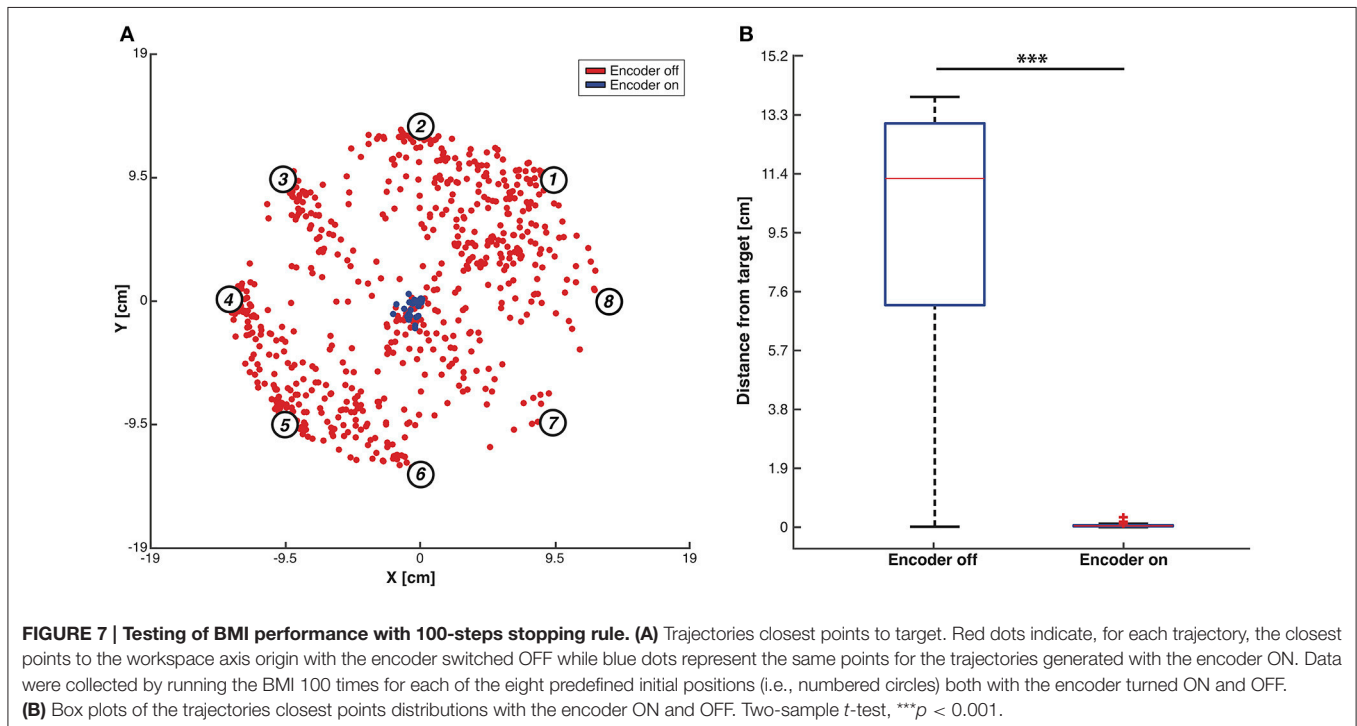 A
B
19
9.5
0
-9.5
-19
Y [cm]
-19
-9.5
0
9.5
19
X [cm]
Encoder off
Encoder on
1
2
3
4
5
6
7
8
15.2
13.3
11.4
9.5
7.6
5.7
3.8
1.9
0
Distance from target [cm]
***
Encoder off
Encoder on
FIGURE 7 | Testing of BMI performance with 100-steps stopping rule. (A) Trajectories closest points to target. Red dots indicate, for each trajectory, the closest
points to the workspace axis origin with the encoder switched OFF while blue dots represent the same points for the trajectories generated with the encoder ON. Data
were collected by running the BMI 100 times for each of the eight predefined initial positions (i.e., numbered circles) both with the encoder turned ON and OFF.
(B) Box plots of the trajectories closest points distributions with the encoder ON and OFF. Two-sample t-test, ***p < 0.001.